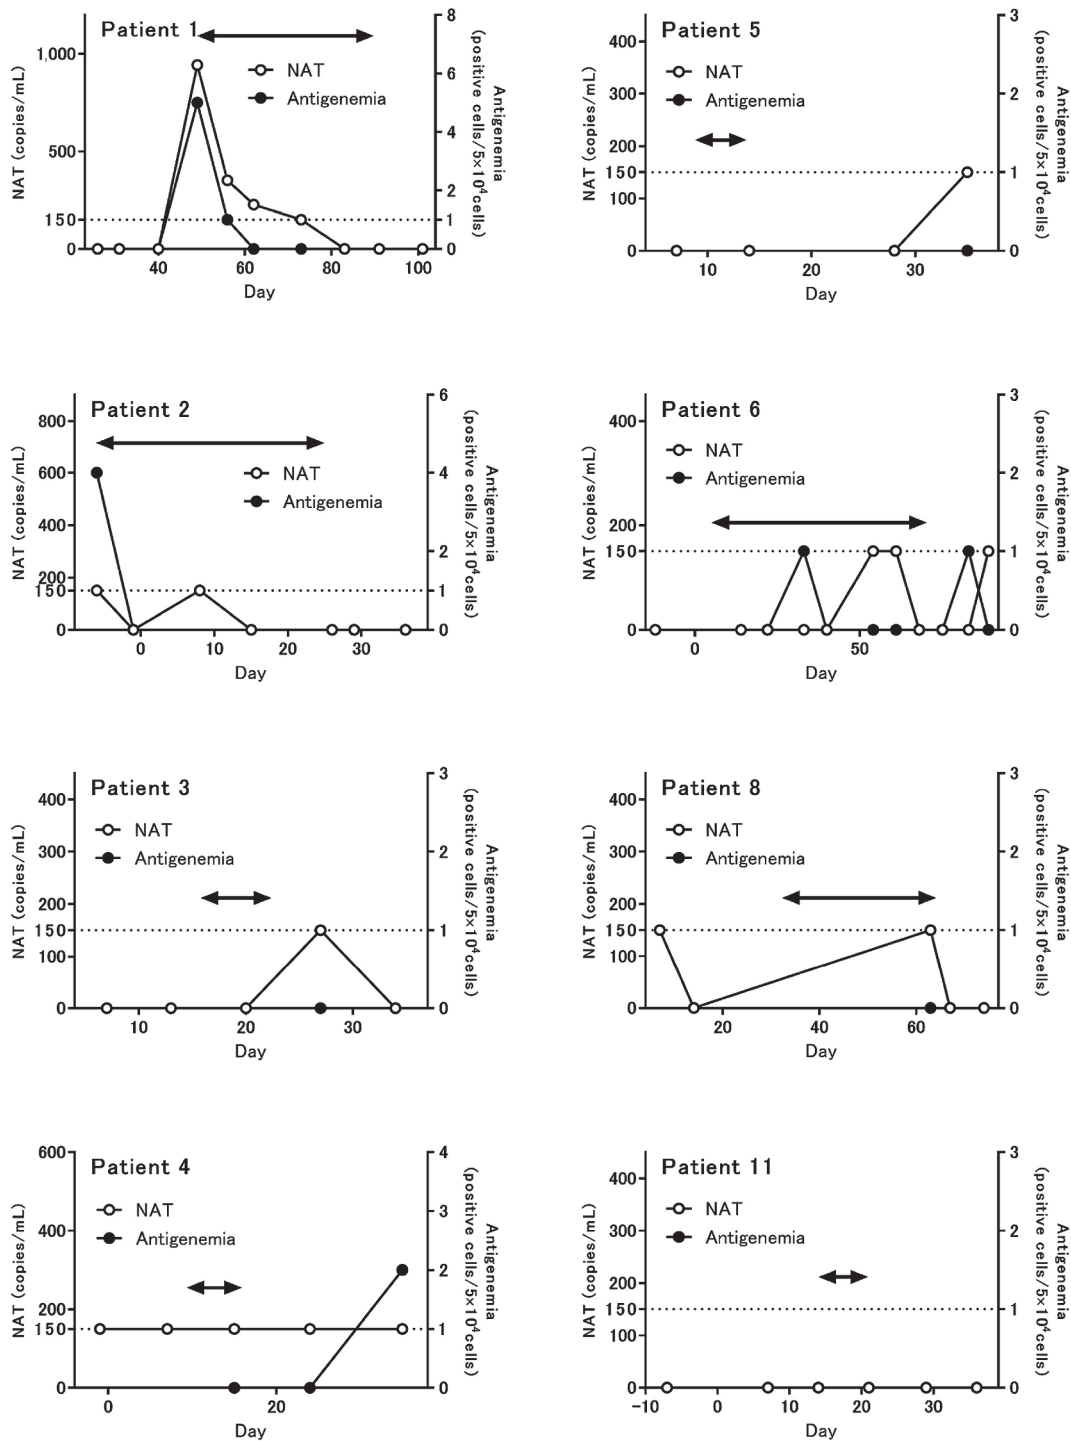 Patient 1
NAT
Antigenemia
1,000
500
150
0
8
6
4
2
1
0
40 60 80 100
Day
NAT (copies/mL)
Antigenemia
(positive cells/5×10⁴cells)
Patient 5
NAT
Antigenemia
400
300
200
150
100
0
3
2
1
0
10 20 30
Day
NAT (copies/mL)
Antigenemia
(positive cells/5×10⁴cells)
Patient 2
NAT
Antigenemia
800
600
400
200
150
0
6
4
2
1
0
0 10 20 30
Day
NAT (copies/mL)
Antigenemia
(positive cells/5×10⁴cells)
Patient 6
NAT
Antigenemia
400
200
150
0
3
2
1
0
0 50
Day
NAT (copies/mL)
Antigenemia
(positive cells/5×10⁴cells)
Patient 3
NAT
Antigenemia
400
300
200
150
100
0
3
2
1
0
10 20 30
Day
NAT (copies/mL)
Antigenemia
(positive cells/5×10⁴cells)
Patient 8
NAT
Antigenemia
400
300
200
150
100
0
3
2
1
0
20 40 60
Day
NAT (copies/mL)
Antigenemia
(positive cells/5×10⁴cells)
Patient 4
NAT
Antigenemia
600
400
200
150
0
4
3
2
1
0
0 20
Day
NAT (copies/mL)
Antigenemia
(positive cells/5×10⁴cells)
Patient 11
NAT
Antigenemia
400
300
200
150
100
0
3
2
1
0
-10 0 10 20 30
Day
NAT (copies/mL)
Antigenemia
(positive cells/5×10⁴cells)